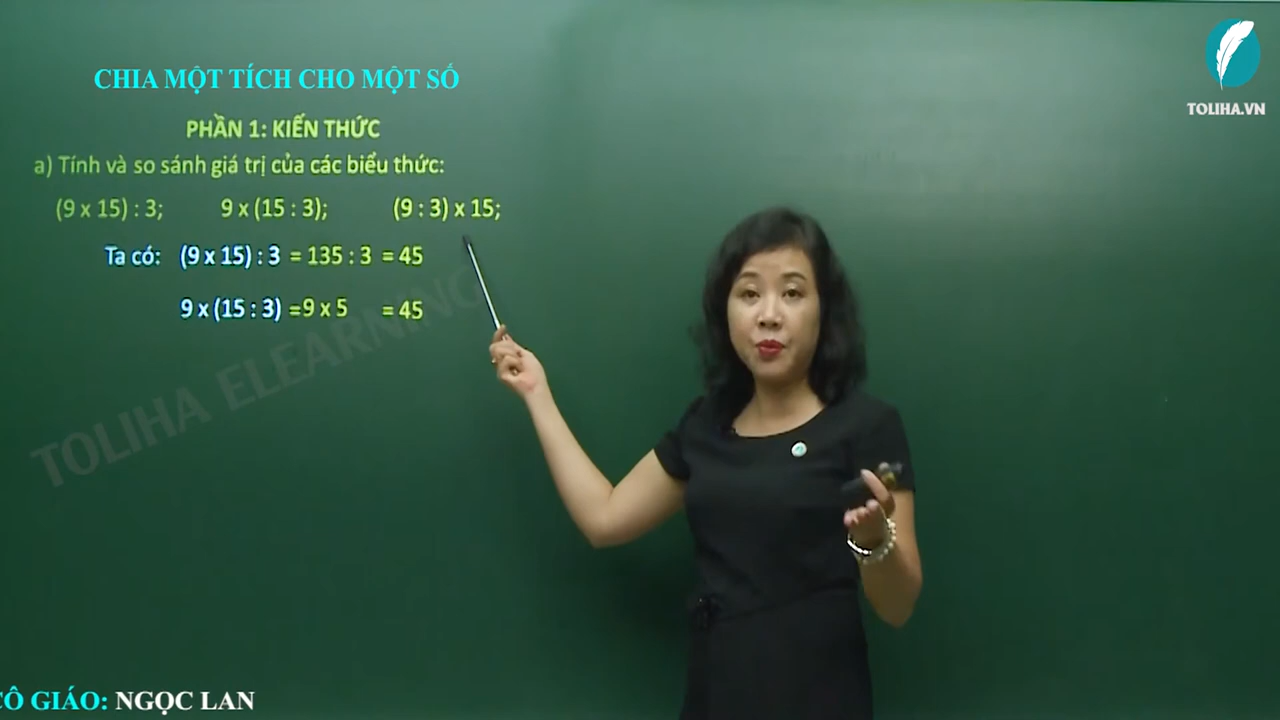 CHIA MỘT TÍCH CHO MỘT SỐ
TOLIHA.VN
PHẦN 1: KIẾN THỨC
a) Tính và so sánh giá trị của các biểu thức:
(9 x 15) : 3; 9 x (15 : 3); (9 : 3) x 15;
Ta có: (9 x 15) : 3 = 135 : 3 = 45
9 x (15 : 3) = 9 x 5 = 45
TOLIHA ELEARNING
CÔ GIÁO: NGỌC LAN